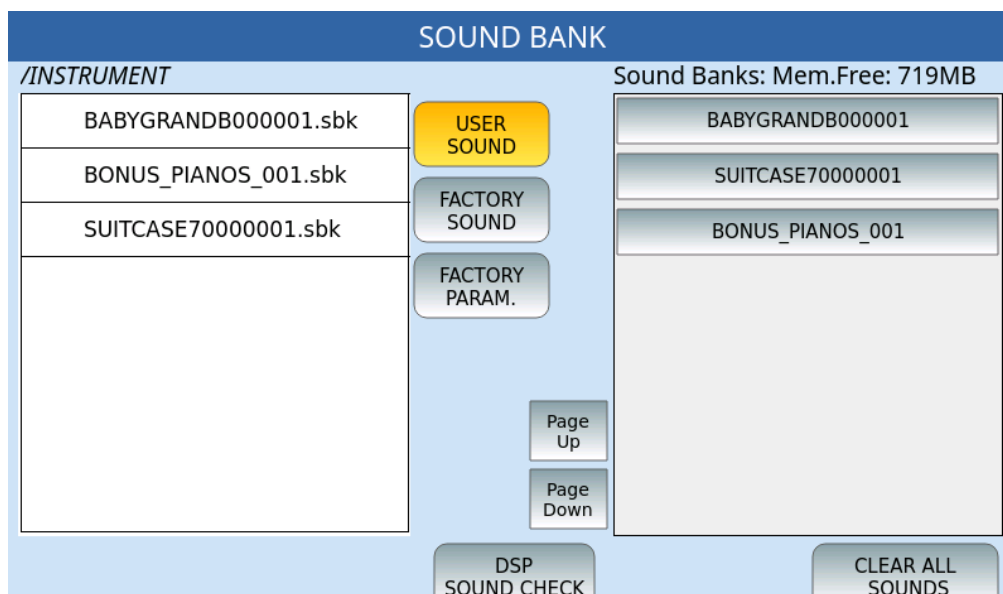 SOUND BANK
/INSTRUMENT
Sound Banks: Mem.Free: 719MB
BABYGRANDB000001.sbk
BONUS_PIANOS_001.sbk
SUITCASE70000001.sbk
USER
SOUND
FACTORY
SOUND
FACTORY
PARAM.
Page
Up
Page
Down
BABYGRANDB000001
SUITCASE70000001
BONUS_PIANOS_001
DSP
SOUND CHECK
CLEAR ALL
SOUNDS